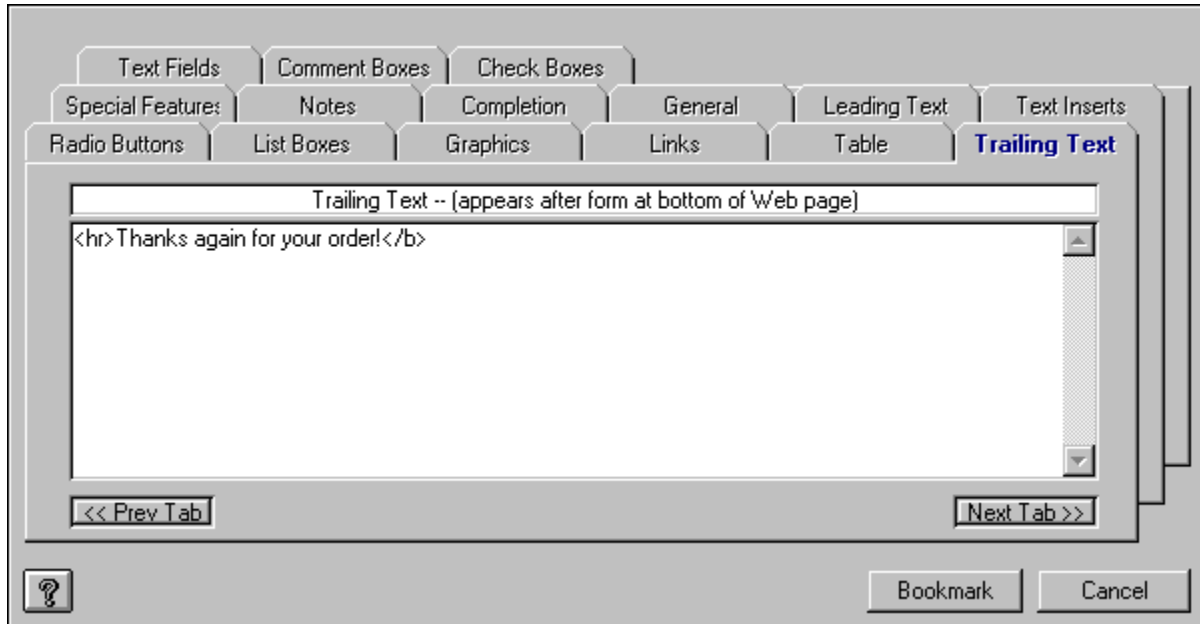 Text Fields Comment Boxes Check Boxes
Special Features Notes Completion General Leading Text Text Inserts
Radio Buttons List Boxes Graphics Links Table Trailing Text
Trailing Text -- (appears after form at bottom of Web page)
<hr>Thanks again for your order!</b>
<< Prev Tab Next Tab >>
? Bookmark Cancel